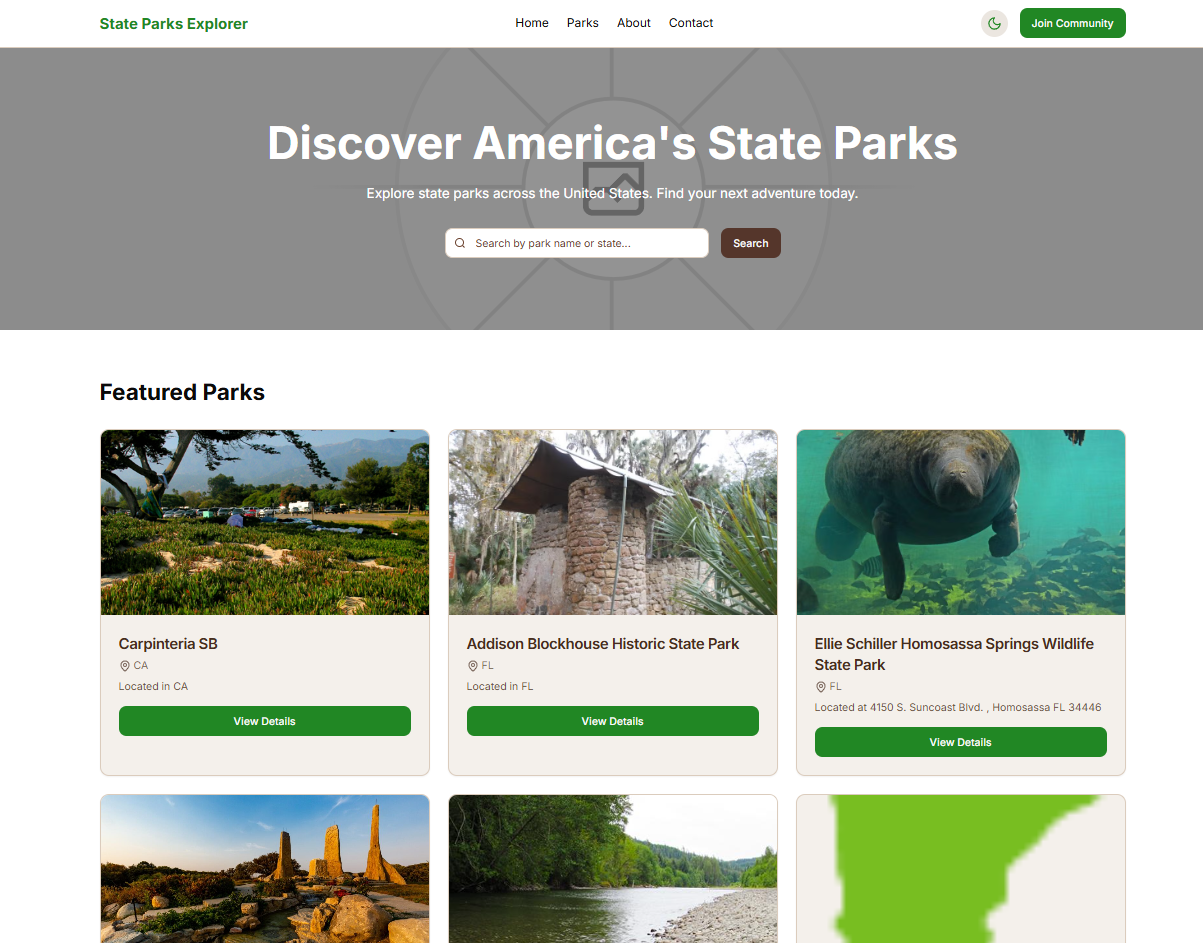 State Parks Explorer
Home Parks About Contact
Join Community
Discover America's State Parks
Explore state parks across the United States. Find your next adventure today.
Search by park name or state...
Search
Featured Parks
Carpinteria SB
CA
Located in CA
View Details
Addison Blockhouse Historic State Park
FL
Located in FL
View Details
Ellie Schiller Homosassa Springs Wildlife
State Park
FL
Located at 4150 S. Suncoast Blvd. , Homosassa FL 34446
View Details